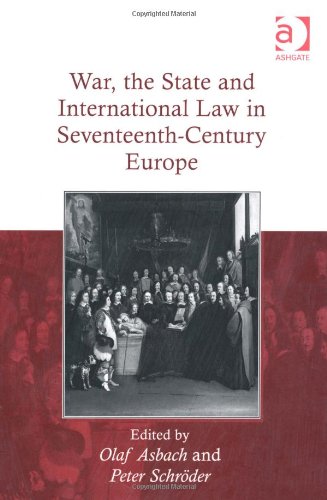 a
ASHGATE
War, the State and
International Law in
Seventeenth-Century
Europe
Edited by
Olaf Asbach and
Peter Schröder